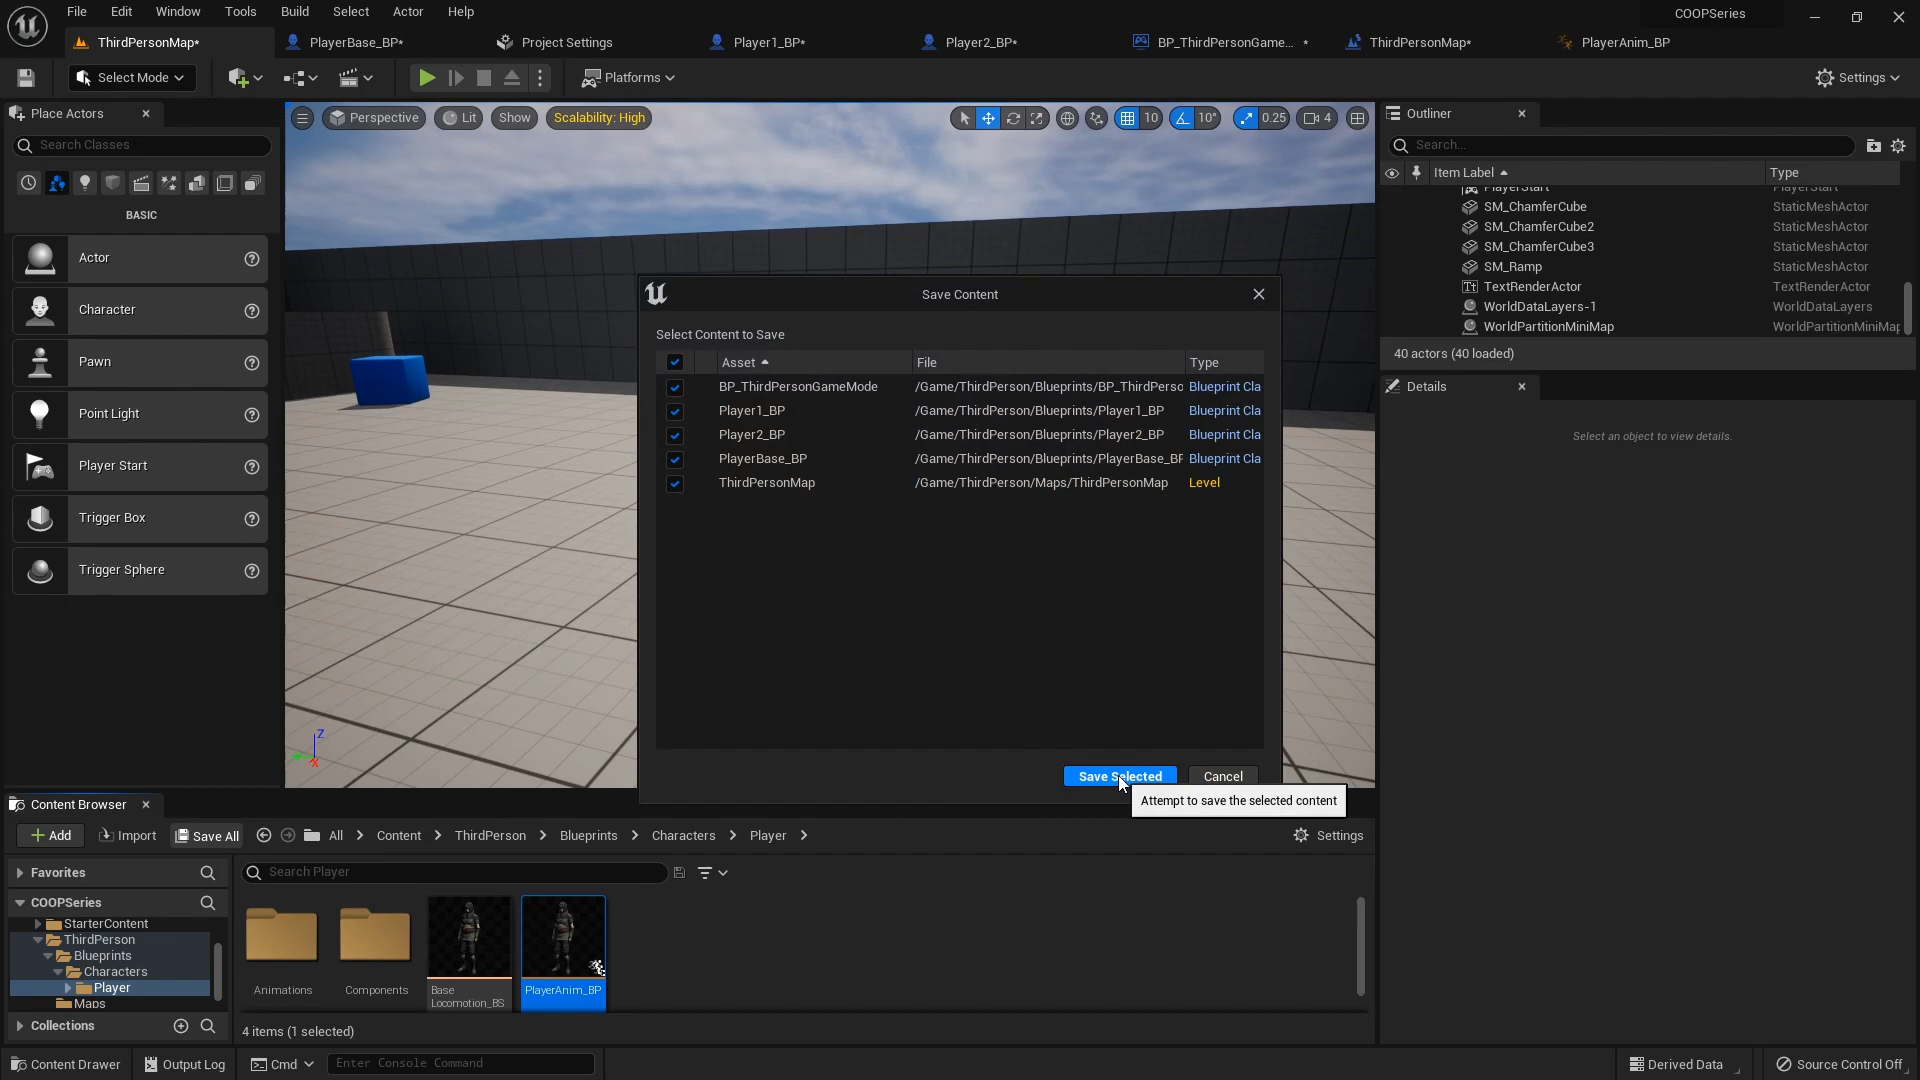 File Edit Window Tools Build Select Actor Help
COOPSeries
ThirdPersonMap* PlayerBase_BP* Project Settings Player1_BP* Player2_BP* BP_ThirdPersonGame... * ThirdPersonMap* PlayerAnim_BP
Select Mode Platforms Settings
Place Actors
Search Classes
BASIC
Actor
Character
Pawn
Point Light
Player Start
Trigger Box
Trigger Sphere
Perspective Lit Show Scalability: High 10 10° 0.25 4
Z
X
Outliner
Search...
Item Label Type
PlayerStart PlayerStart
SM_ChamferCube StaticMeshActor
SM_ChamferCube2 StaticMeshActor
SM_ChamferCube3 StaticMeshActor
SM_Ramp StaticMeshActor
Tt TextRenderActor TextRenderActor
WorldDataLayers-1 WorldDataLayers
WorldPartitionMiniMap WorldPartitionMiniMap
40 actors (40 loaded)
Details
Select an object to view details.
Save Content
Select Content to Save
Asset File Type
BP_ThirdPersonGameMode /Game/ThirdPerson/Blueprints/BP_ThirdPerso Blueprint Cla
Player1_BP /Game/ThirdPerson/Blueprints/Player1_BP Blueprint Cla
Player2_BP /Game/ThirdPerson/Blueprints/Player2_BP Blueprint Cla
PlayerBase_BP /Game/ThirdPerson/Blueprints/PlayerBase_BP Blueprint Cla
ThirdPersonMap /Game/ThirdPerson/Maps/ThirdPersonMap Level
Save Selected Cancel
Attempt to save the selected content
Content Browser
Add Import Save All All Content ThirdPerson Blueprints Characters Player Settings
Favorites
COOPSeries
StarterContent
ThirdPerson
Blueprints
Characters
Player
Maps
Collections
Search Player
Animations
Components
Base
Locomotion_BS
PlayerAnim_BP
4 items (1 selected)
Content Drawer Output Log Cmd Enter Console Command Derived Data Source Control Off